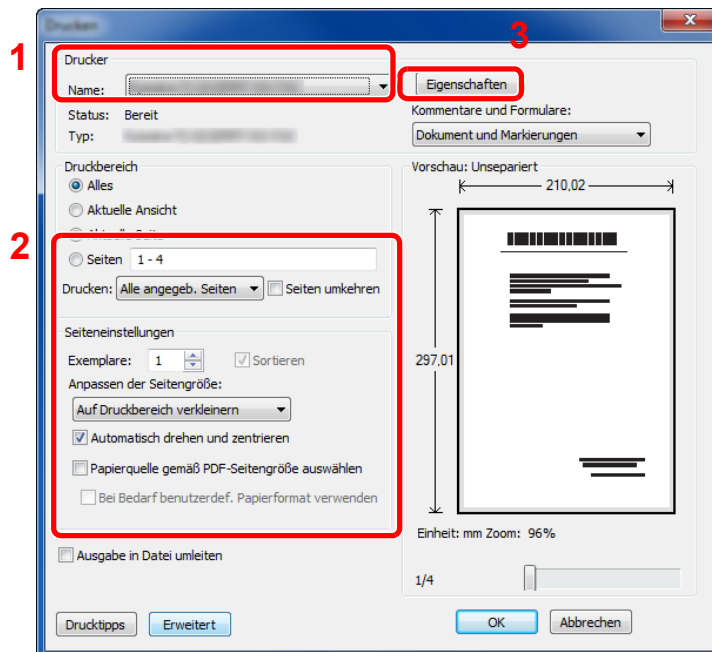 Drucken
1
3
Drucker
Name:
Eigenschaften
Status: Bereit
Kommentare und Formulare:
Typ:
Dokument und Markierungen
Druckbereich
Vorschau: Unsepariert
Alles
210,02
Aktuelle Ansicht
2
Aktuelle Seite
Seiten 1 - 4
Drucken: Alle angegeb. Seiten Seiten umkehren
Seiteneinstellungen
Exemplare: 1 Sortieren
297,01
Anpassen der Seitengröße:
Auf Druckbereich verkleinern
Automatisch drehen und zentrieren
Papierquelle gemäß PDF-Seitengröße auswählen
Bei Bedarf benutzerdef. Papierformat verwenden
Einheit: mm Zoom: 96%
Ausgabe in Datei umleiten
1/4
Drucktipps Erweitert OK Abbrechen